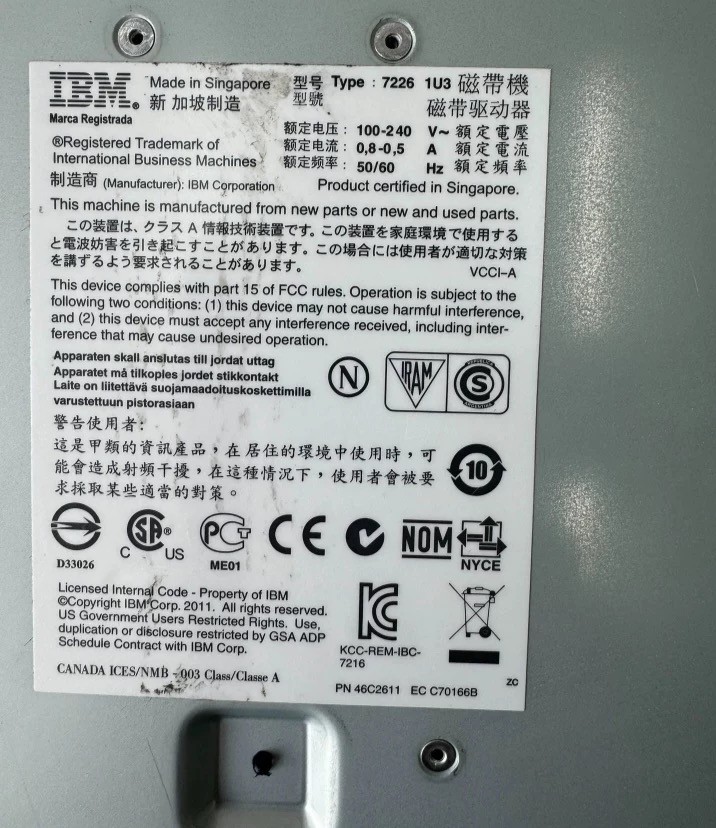 IBM®
Marca Registrada
Made in Singapore
新加坡制造
型号 Type : 7226 1U3 磁帶機
型號 磁带驱动器
额定电压: 100-240 V~ 額定電壓
额定电流: 0,8-0,5 A 額定電流
额定频率: 50/60 Hz 額定頻率
®Registered Trademark of
International Business Machines
制造商 (Manufacturer): IBM Corporation
Product certified in Singapore.
This machine is manufactured from new parts or new and used parts.
この装置は、クラス A 情報技術装置です。この装置を家庭環境で使用する
と電波妨害を引き起こすことがあります。この場合には使用者が適切な対策
を講ずるよう要求されることがあります。
VCCI-A
This device complies with part 15 of FCC rules. Operation is subject to the
following two conditions: (1) this device may not cause harmful interference,
and (2) this device must accept any interference received, including inter-
ference that may cause undesired operation.
Apparaten skall anslutas till jordat uttag
Apparatet må tilkoples jordet stikkontakt
Laite on liitettävä suojamaadoituskoskettimilla
varustettuun pistorasiaan
N
IRAM
S
警告使用者:
這是甲類的資訊產品，在居住的環境中使用時，可
能會造成射頻干擾，在這種情況下，使用者會被要
求採取某些適當的對策。
10
D33026
C SA® US
PCT
ME01
CE
NOM
NYCE
Licensed Internal Code - Property of IBM
©Copyright IBM Corp. 2011. All rights reserved.
US Government Users Restricted Rights. Use,
duplication or disclosure restricted by GSA ADP
Schedule Contract with IBM Corp.
KCC-REM-IBC-
7216
CANADA ICES/NMB - 003 Class/Classe A
PN 46C2611 EC C70166B
ZC